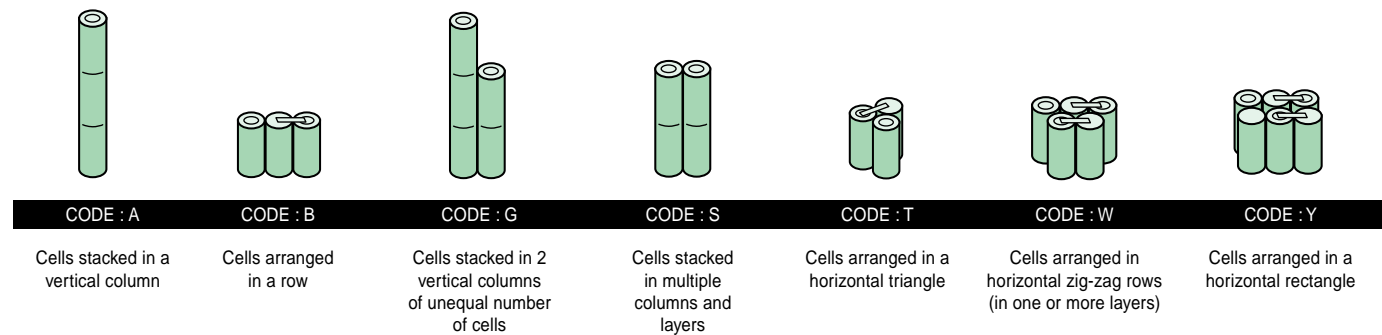 CODE : A
CODE : B
CODE : G
CODE : S
CODE : T
CODE : W
CODE : Y
Cells stacked in a
vertical column
Cells arranged
in a row
Cells stacked in 2
vertical columns
of unequal number
of cells
Cells stacked
in multiple
columns and
layers
Cells arranged in a
horizontal triangle
Cells arranged in
horizontal zig-zag rows
(in one or more layers)
Cells arranged in a
horizontal rectangle